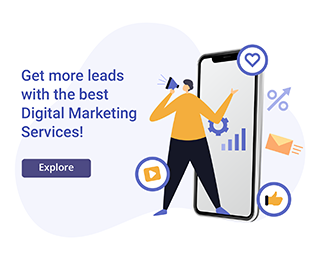 Get more leads
with the best
Digital Marketing
Services!
Explore